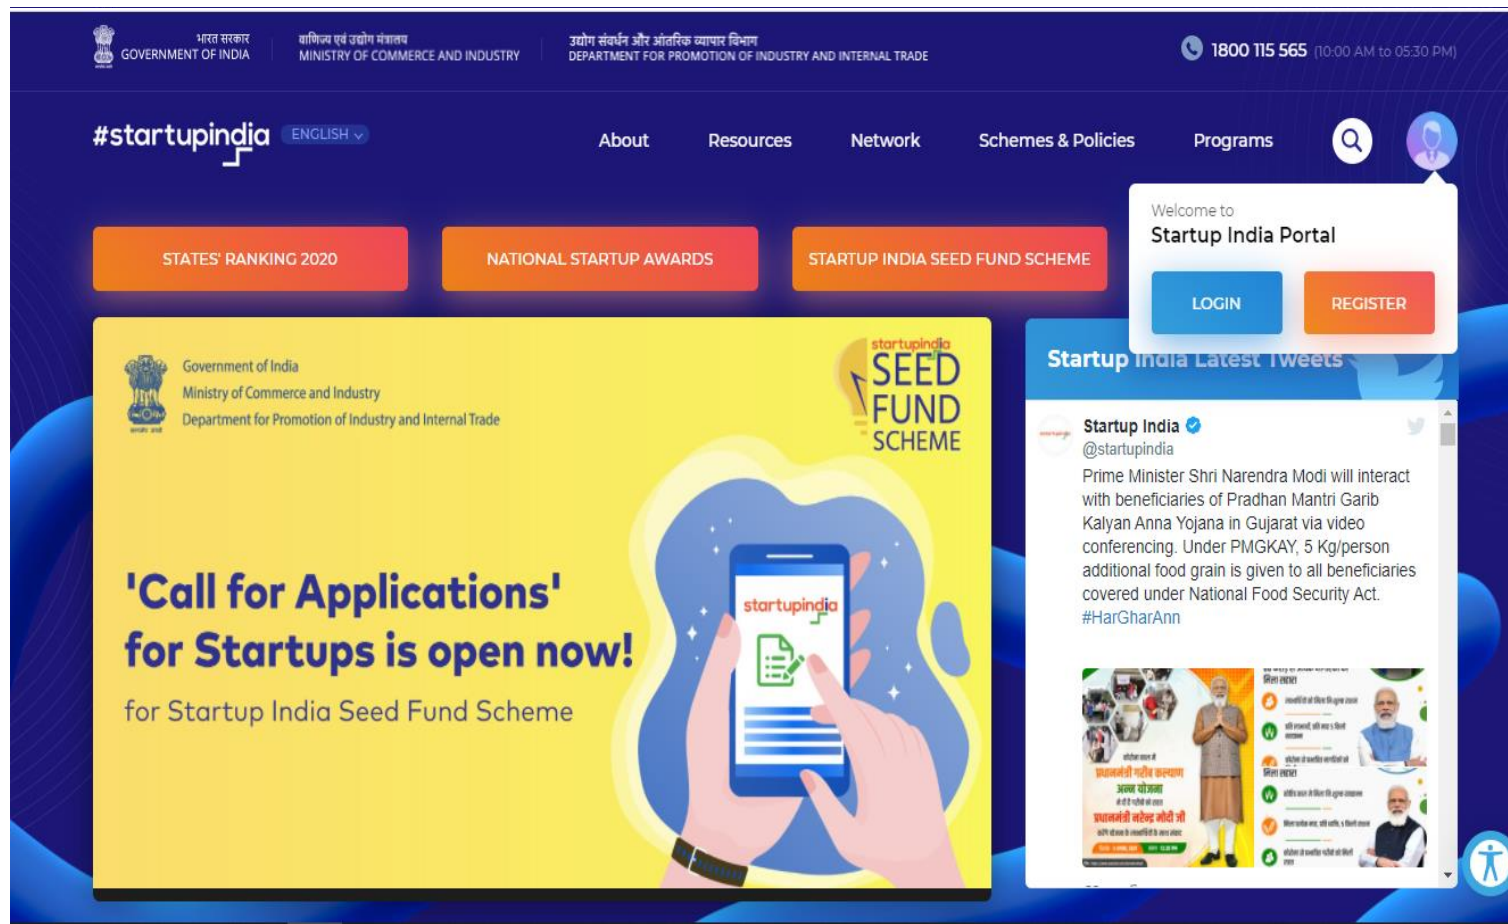 भारत सरकार
GOVERNMENT OF INDIA
वाणिज्य एवं उद्योग मंत्रालय
MINISTRY OF COMMERCE AND INDUSTRY
उद्योग संवर्धन और आंतरिक व्यापार विभाग
DEPARTMENT FOR PROMOTION OF INDUSTRY AND INTERNAL TRADE
1800 115 565 (10:00 AM to 05:30 PM)
#startupindia ENGLISH
About Resources Network Schemes & Policies Programs
Welcome to
Startup India Portal
LOGIN REGISTER
STATES' RANKING 2020 NATIONAL STARTUP AWARDS STARTUP INDIA SEED FUND SCHEME
Government of India
Ministry of Commerce and Industry
Department for Promotion of Industry and Internal Trade
startupindia
SEED
FUND
SCHEME
'Call for Applications'
for Startups is open now!
for Startup India Seed Fund Scheme
startupindia
Startup India Latest Tweets
Startup India
@startupindia
Prime Minister Shri Narendra Modi will interact
with beneficiaries of Pradhan Mantri Garib
Kalyan Anna Yojana in Gujarat via video
conferencing. Under PMGKAY, 5 Kg/person
additional food grain is given to all beneficiaries
covered under National Food Security Act.
#HarGharAnn
प्रधानमंत्री गरीब कल्याण
अन्न योजना
प्रधानमंत्री नरेन्द्र मोदी जी